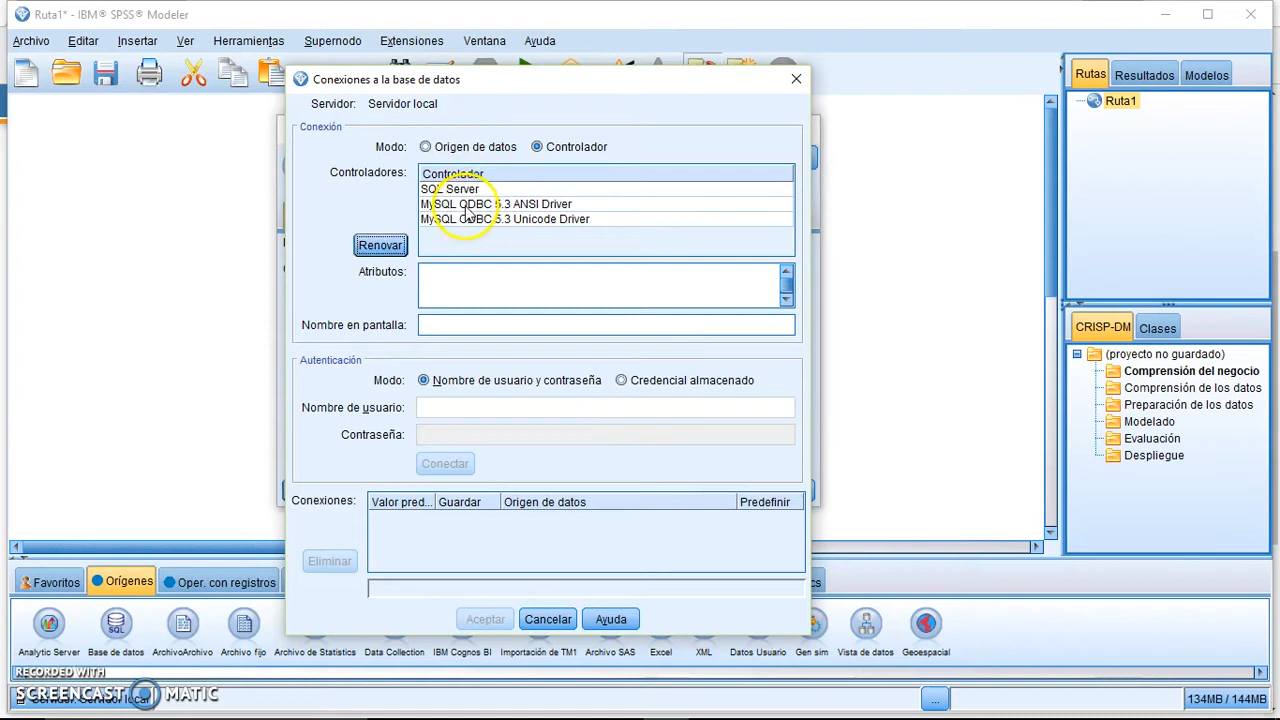 Ruta1* - IBM® SPSS® Modeler
Archivo Editar Insertar Ver Herramientas Supernodo Extensiones Ventana Ayuda
Conexiones a la base de datos
Servidor: Servidor local
Conexión
Modo: Origen de datos Controlador
Controladores: Controlador
SQL Server
MySQL ODBC 5.3 ANSI Driver
MySQL ODBC 5.3 Unicode Driver
Renovar
Atributos:
Nombre en pantalla:
Autenticación
Modo: Nombre de usuario y contraseña Credencial almacenado
Nombre de usuario:
Contraseña:
Conectar
Conexiones: Valor pred... Guardar Origen de datos Predefinir
Eliminar
Aceptar Cancelar Ayuda
Rutas Resultados Modelos
Ruta1
CRISP-DM Clases
(proyecto no guardado)
Comprensión del negocio
Comprensión de los datos
Preparación de los datos
Modelado
Evaluación
Despliegue
Favoritos Orígenes Oper. con registros
SQL
Analytic Server Base de datos ArchivoArchivo Archivo fijo Archivo de Statistics Data Collection IBM Cognos BI Importación de TM1 Archivo SAS Excel XML Datos Usuario Gen sim Vista de datos Geoespacial
RECORDED WITH
SCREENCAST MATIC
Servidor: Servidor local
... 134MB / 144MB